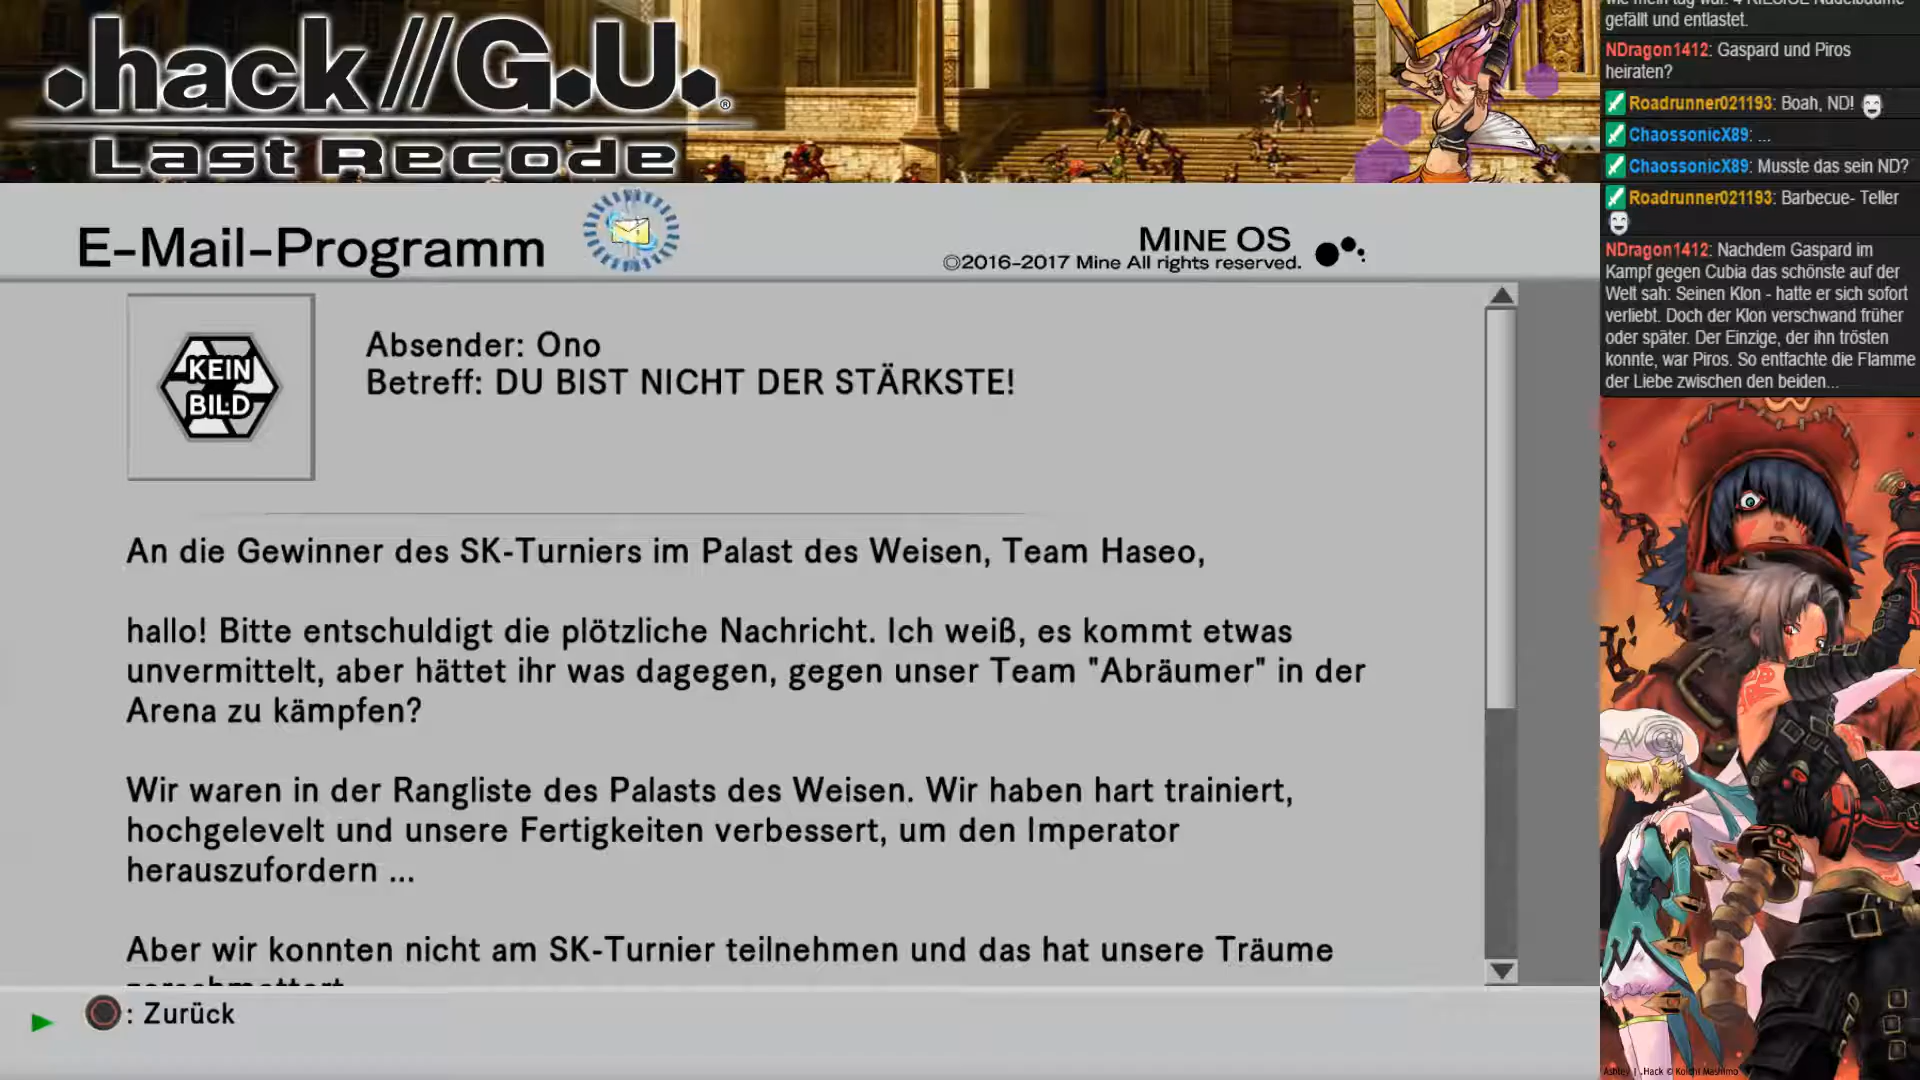 .hack//G.U.®
Last Recode
E-Mail-Programm
MINE OS
©2016-2017 Mine All rights reserved.
KEIN
BILD
Absender: Ono
Betreff: DU BIST NICHT DER STÄRKSTE!
An die Gewinner des SK-Turniers im Palast des Weisen, Team Haseo,
hallo! Bitte entschuldigt die plötzliche Nachricht. Ich weiß, es kommt etwas
unvermittelt, aber hättet ihr was dagegen, gegen unser Team "Abräumer" in der
Arena zu kämpfen?
Wir waren in der Rangliste des Palasts des Weisen. Wir haben hart trainiert,
hochgelevelt und unsere Fertigkeiten verbessert, um den Imperator
herauszufordern ...
Aber wir konnten nicht am SK-Turnier teilnehmen und das hat unsere Träume
: Zurück
gefällt und entlastet.
NDragon1412: Gaspard und Piros
heiraten?
Roadrunner021193: Boah, ND!
ChaossonicX89: ...
ChaossonicX89: Musste das sein ND?
Roadrunner021193: Barbecue- Teller
NDragon1412: Nachdem Gaspard im
Kampf gegen Cubia das schönste auf der
Welt sah: Seinen Klon - hatte er sich sofort
verliebt. Doch der Klon verschwand früher
oder später. Der Einzige, der ihn trösten
konnte, war Piros. So entfachte die Flamme
der Liebe zwischen den beiden...
Ashley | .Hack © Koichi Mashimo